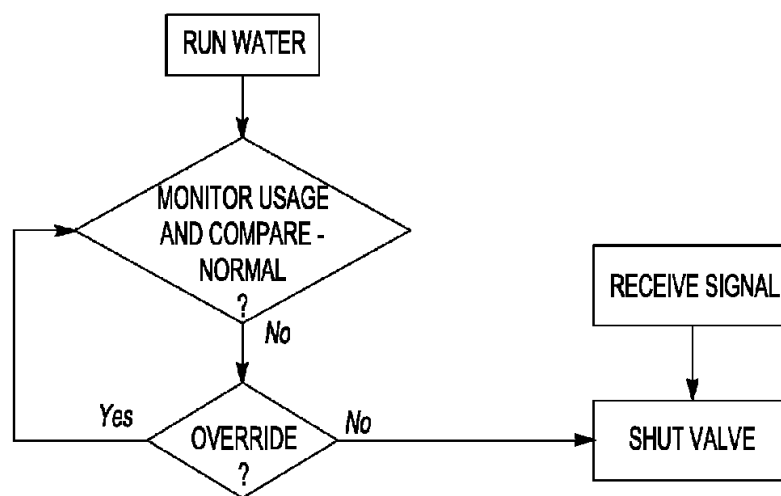 RUN WATER
MONITOR USAGE
AND COMPARE -
NORMAL
?
No
RECEIVE SIGNAL
Yes
OVERRIDE
?
No
SHUT VALVE